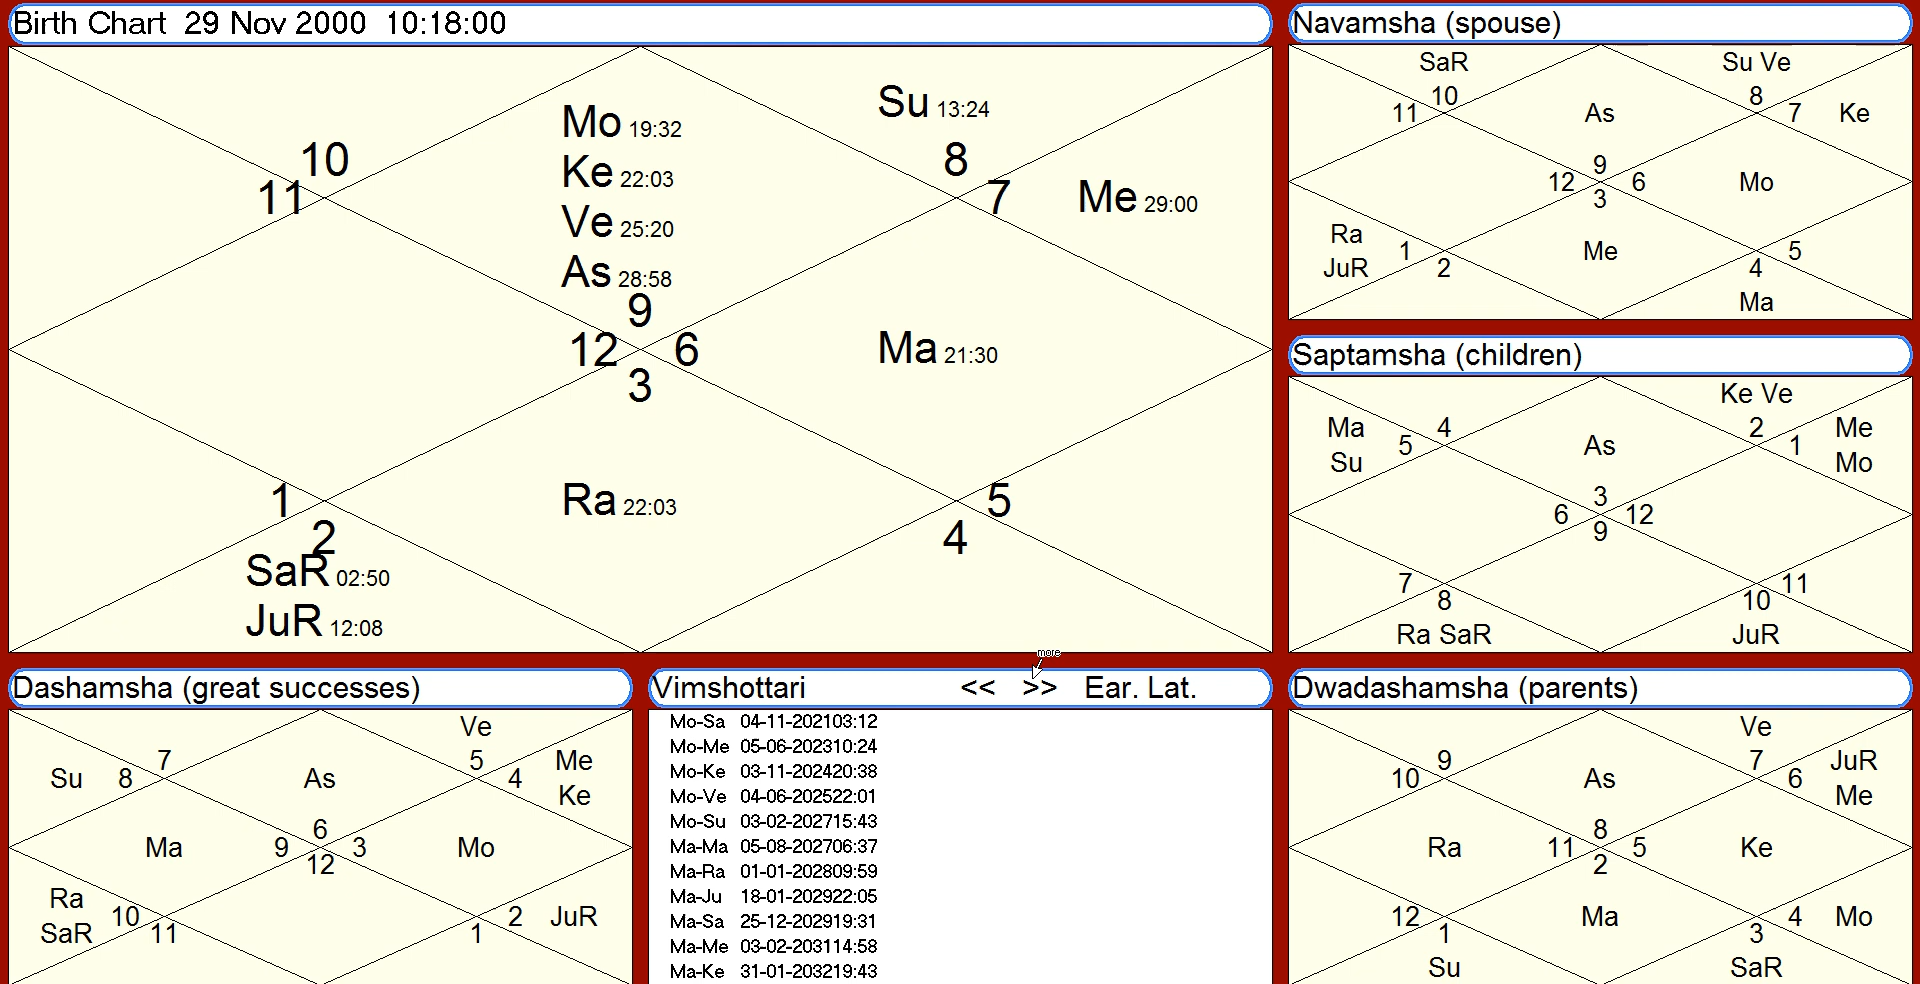 Birth Chart 29 Nov 2000 10:18:00
Mo 19:32
Ke 22:03
Ve 25:20
As 28:58
Su 13:24
10
11
8
7
Me 29:00
9
12
6
3
Ma 21:30
1
2
SaR 02:50
JuR 12:08
Ra 22:03
5
4
Navamsha (spouse)
SaR
Su Ve
10
11
As
8
7
Ke
9
12
6
3
Mo
Ra
JuR
1
2
Me
5
4
Ma
Saptamsha (children)
Ke Ve
Ma
Su
5
4
As
2
1
Me
Mo
3
6
12
9
7
8
Ra SaR
11
10
JuR
Dashamsha (great successes)
Ve
7
Su 8
As
5
4
Me
Ke
6
Ma
9
3
12
Mo
Ra
SaR
10
11
2
JuR
1
more
Vimshottari << >> Ear. Lat.
Mo-Sa 04-11-202103:12
Mo-Me 05-06-202310:24
Mo-Ke 03-11-202420:38
Mo-Ve 04-06-202522:01
Mo-Su 03-02-202715:43
Ma-Ma 05-08-202706:37
Ma-Ra 01-01-202809:59
Ma-Ju 18-01-202922:05
Ma-Sa 25-12-202919:31
Ma-Me 03-02-203114:58
Ma-Ke 31-01-203219:43
Dwadashamsha (parents)
Ve
9
10
As
7
6
JuR
Me
8
Ra
11
5
2
Ke
12
1
Su
Ma
4
Mo
3
SaR